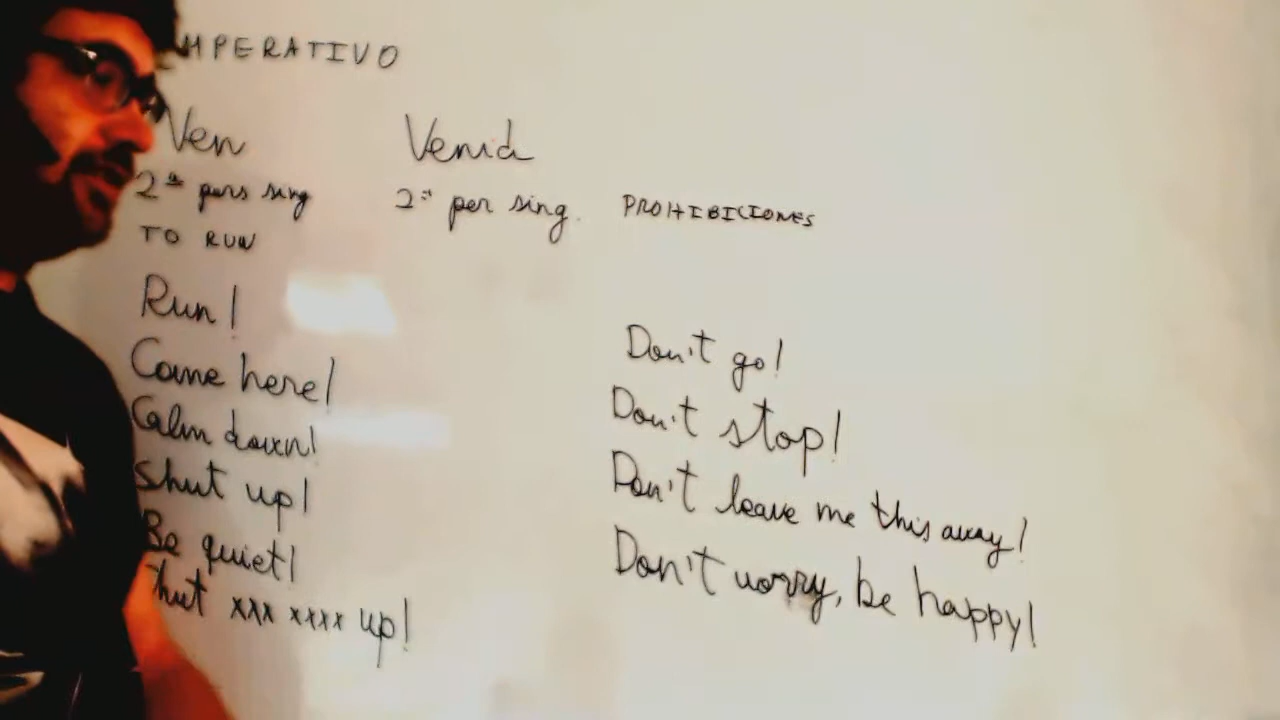 IMPERATIVO
Ven
Venid
2ª pers sing
2ª per sing.
PROHIBICIONES
TO RUN
Run!
Come here!
Calm down!
Shut up!
Be quiet!
Shut xxx xxxx up!
Don't go!
Don't stop!
Don't leave me this away!
Don't worry, be happy!